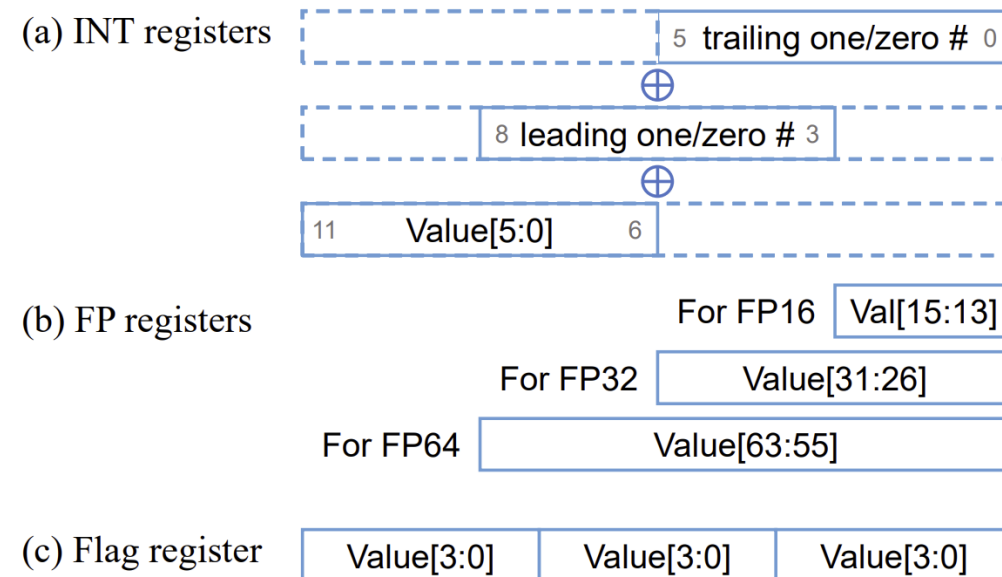 (a) INT registers
5 trailing one/zero # 0
8 leading one/zero # 3
11 Value[5:0] 6
(b) FP registers
For FP16 Val[15:13]
For FP32 Value[31:26]
For FP64 Value[63:55]
(c) Flag register Value[3:0] Value[3:0] Value[3:0]